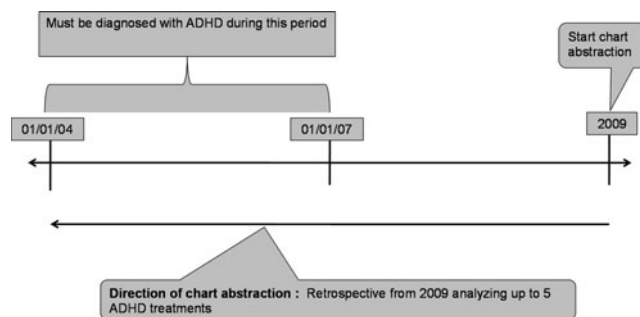 Must be diagnosed with ADHD during this period
Start chart
abstraction
01/01/04
01/01/07
2009
Direction of chart abstraction : Retrospective from 2009 analyzing up to 5
ADHD treatments